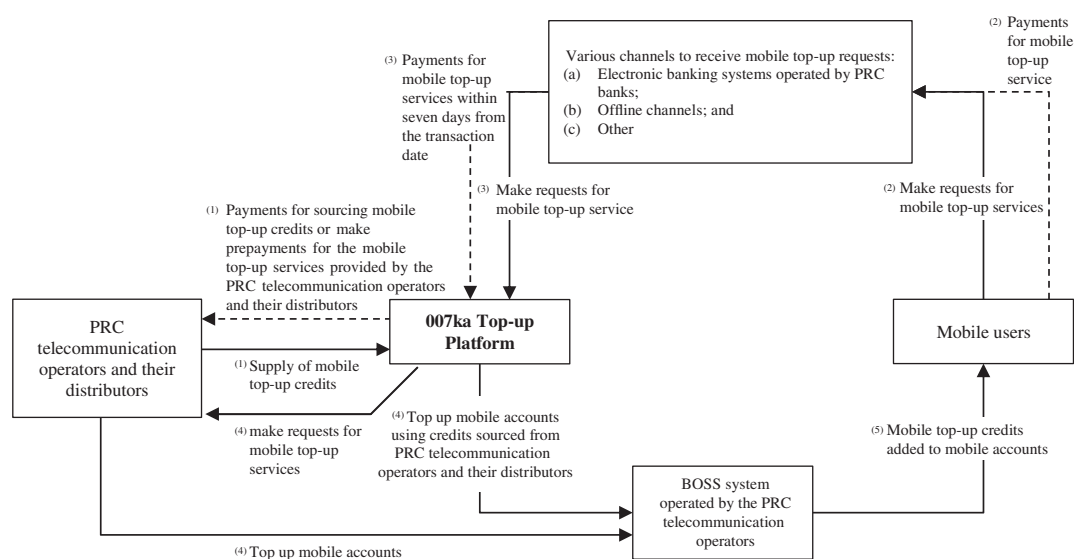 (2) Payments
for mobile
top-up
service
Various channels to receive mobile top-up requests:
(a) Electronic banking systems operated by PRC
banks;
(b) Offline channels; and
(c) Other
(3) Payments for
mobile top-up
services within
seven days from
the transaction
date
(3) Make requests for
mobile top-up service
(2) Make requests for
mobile top-up services
(1) Payments for sourcing mobile
top-up credits or make
prepayments for the mobile
top-up services provided by the
PRC telecommunication operators
and their distributors
PRC
telecommunication
operators and their
distributors
007ka Top-up
Platform
Mobile users
(1) Supply of mobile
top-up credits
(4) make requests for
mobile top-up
services
(4) Top up mobile accounts
using credits sourced from
PRC telecommunication
operators and their distributors
(5) Mobile top-up credits
added to mobile accounts
BOSS system
operated by the PRC
telecommunication
operators
(4) Top up mobile accounts